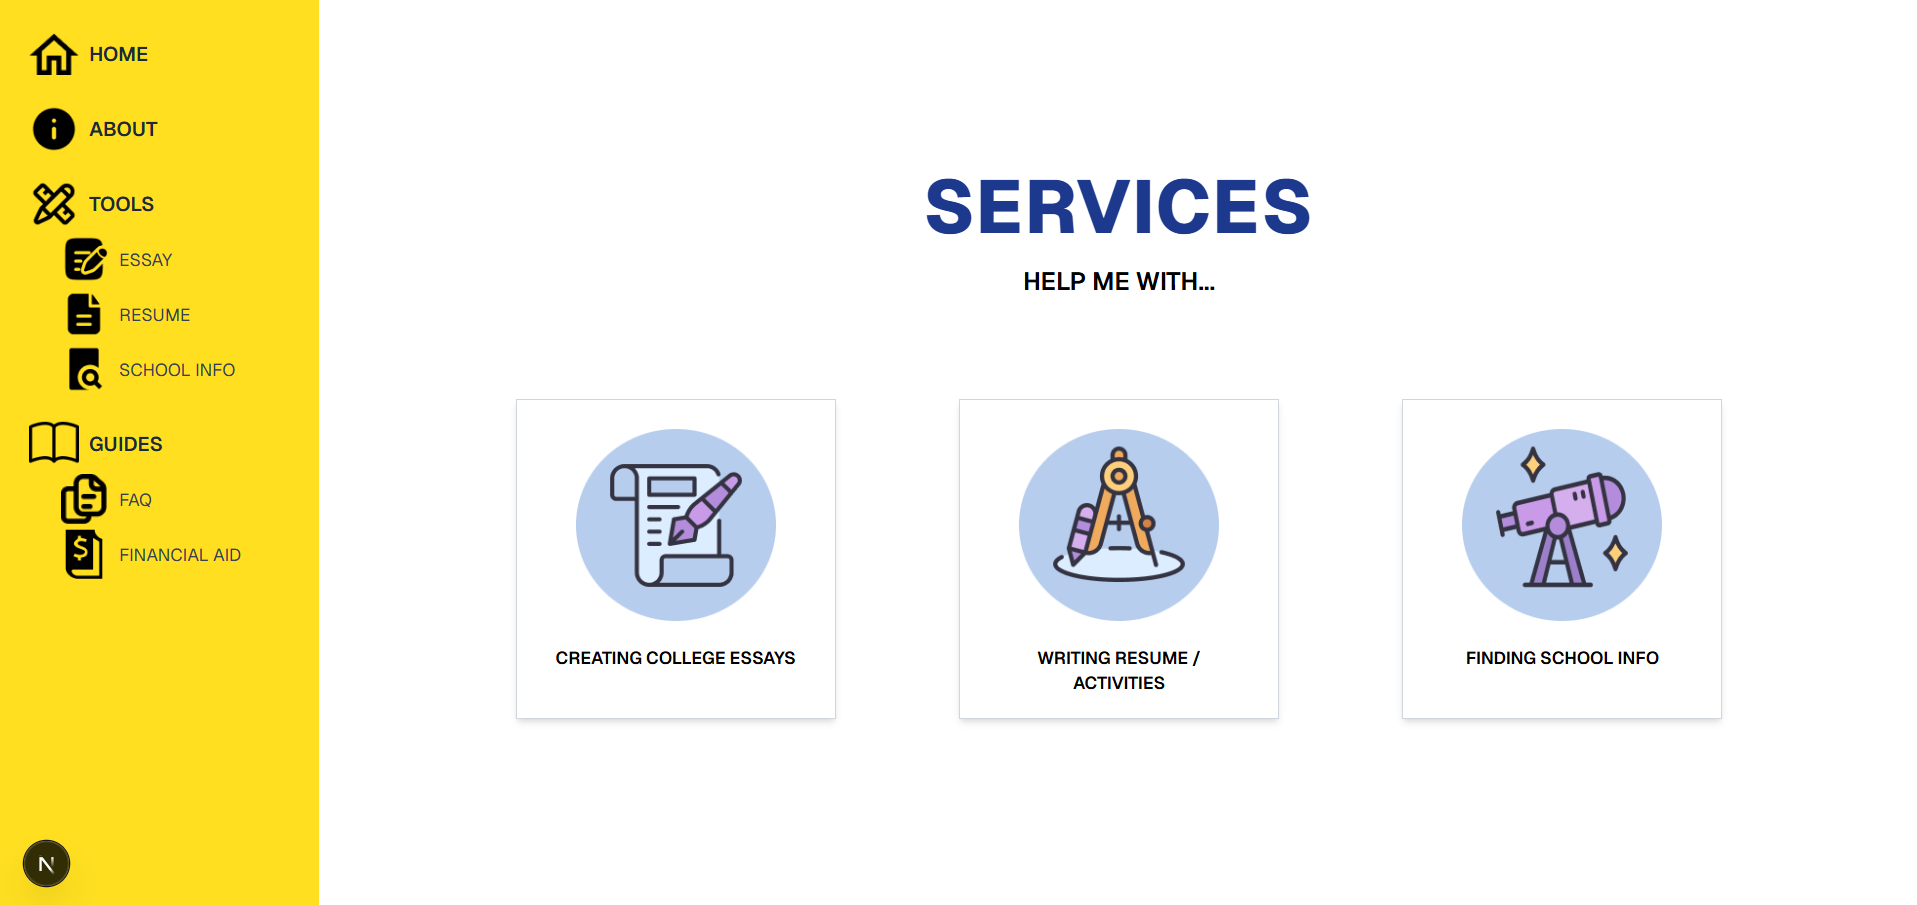 HOME
ABOUT
TOOLS
ESSAY
RESUME
SCHOOL INFO
GUIDES
FAQ
FINANCIAL AID
N
SERVICES
HELP ME WITH...
CREATING COLLEGE ESSAYS
WRITING RESUME /
ACTIVITIES
FINDING SCHOOL INFO